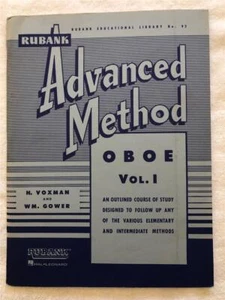 RUBANK EDUCATIONAL LIBRARY No. 95
RUBANK
Advanced
Method
OBOE
VOL. I
H. VOXMAN
AND
WM. GOWER
AN OUTLINED COURSE OF STUDY
DESIGNED TO FOLLOW UP ANY
OF THE VARIOUS ELEMENTARY
AND INTERMEDIATE METHODS
RUBANK